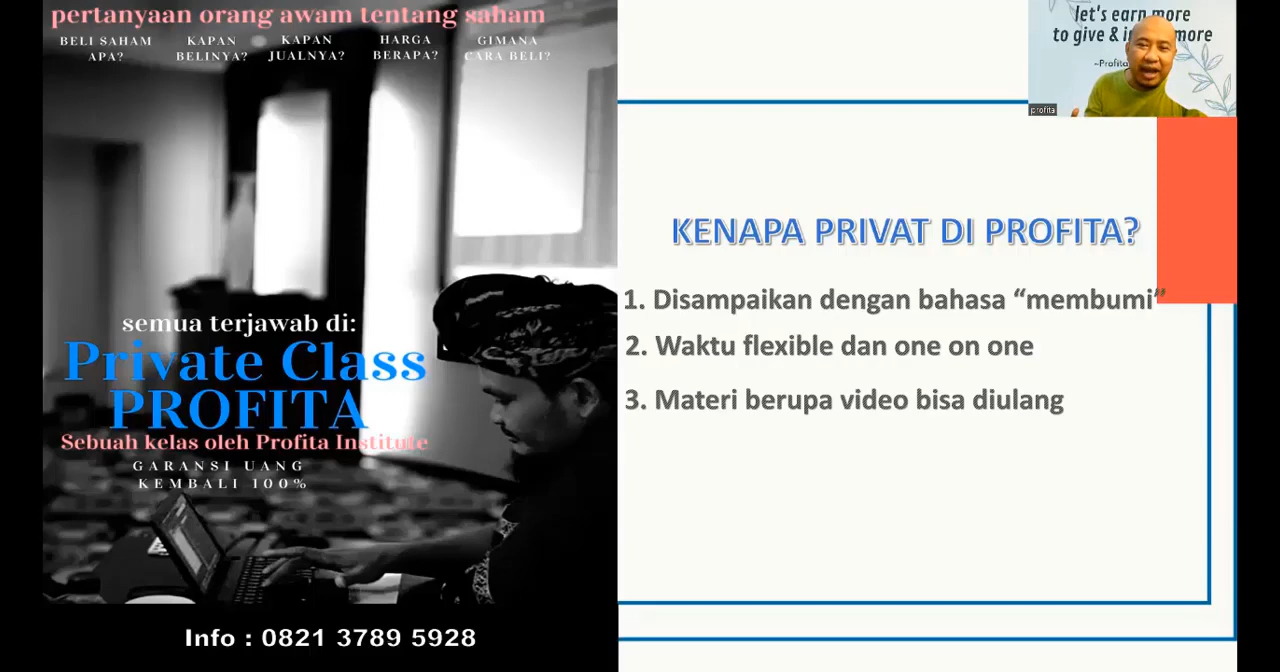 pertanyaan orang awam tentang saham
BELI SAHAM APA?
KAPAN BELINYA?
KAPAN JUALNYA?
HARGA BERAPA?
GIMANA CARA BELI?
semua terjawab di:
Private Class
PROFITA
Sebuah kelas oleh Profita Institute
GARANSI UANG
KEMBALI 100%
Info : 0821 3789 5928
let's earn more
to give & more
~Profita
profita
KENAPA PRIVAT DI PROFITA?
1. Disampaikan dengan bahasa “membumi”
2. Waktu flexible dan one on one
3. Materi berupa video bisa diulang